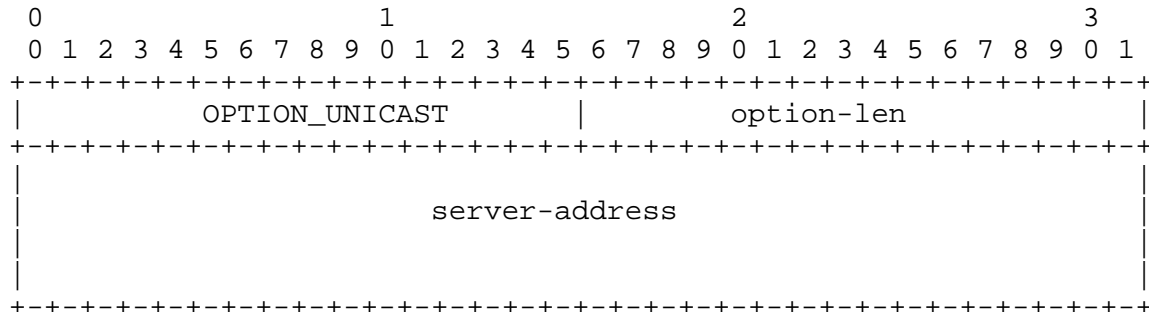 0                   1                   2                   3
 0 1 2 3 4 5 6 7 8 9 0 1 2 3 4 5 6 7 8 9 0 1 2 3 4 5 6 7 8 9 0 1
+-+-+-+-+-+-+-+-+-+-+-+-+-+-+-+-+-+-+-+-+-+-+-+-+-+-+-+-+-+-+-+-+
|          OPTION_UNICAST       |        option-len             |
+-+-+-+-+-+-+-+-+-+-+-+-+-+-+-+-+-+-+-+-+-+-+-+-+-+-+-+-+-+-+-+-+
|                                                               |
|                       server-address                          |
|                                                               |
|                                                               |
+-+-+-+-+-+-+-+-+-+-+-+-+-+-+-+-+-+-+-+-+-+-+-+-+-+-+-+-+-+-+-+-+